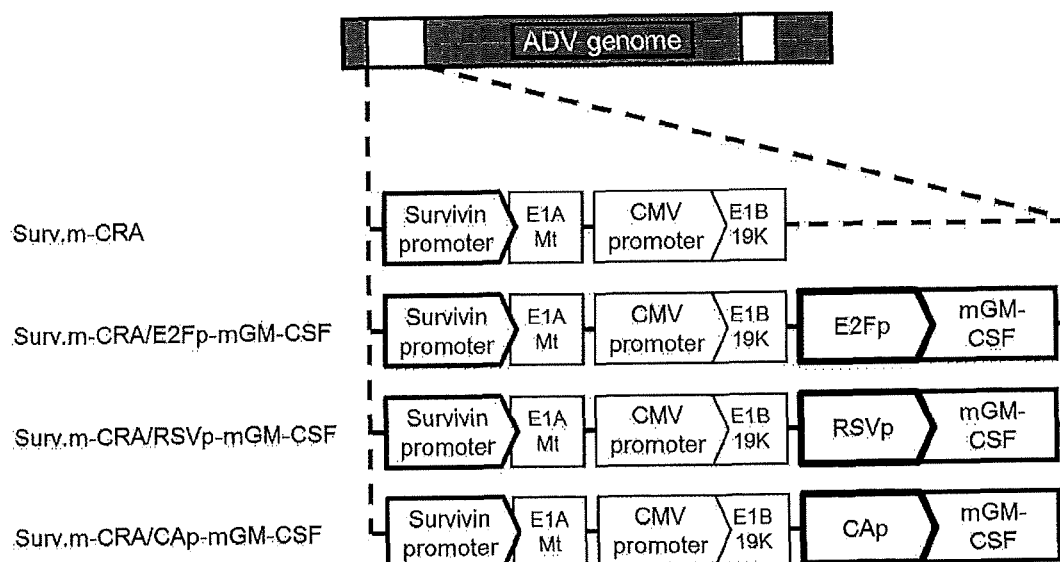 ADV genome
Surv.m-CRA
Survivin
promoter
E1A
Mt
CMV
promoter
E1B
19K
Surv.m-CRA/E2Fp-mGM-CSF
Survivin
promoter
E1A
Mt
CMV
promoter
E1B
19K
E2Fp
mGM-
CSF
Surv.m-CRA/RSVp-mGM-CSF
Survivin
promoter
E1A
Mt
CMV
promoter
E1B
19K
RSVp
mGM-
CSF
Surv.m-CRA/CAp-mGM-CSF
Survivin
promoter
E1A
Mt
CMV
promoter
E1B
19K
CAp
mGM-
CSF